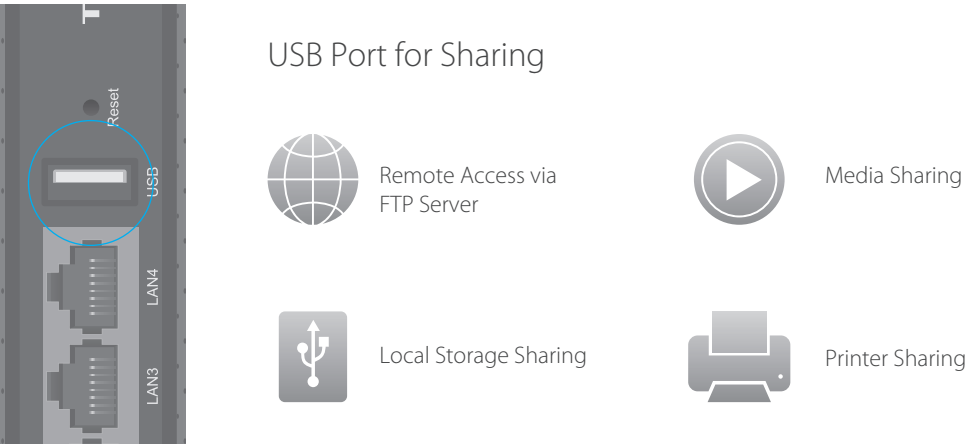 USB Port for Sharing
Remote Access via
FTP Server
Media Sharing
Local Storage Sharing
Printer Sharing
Reset
USB
LAN4
LAN3